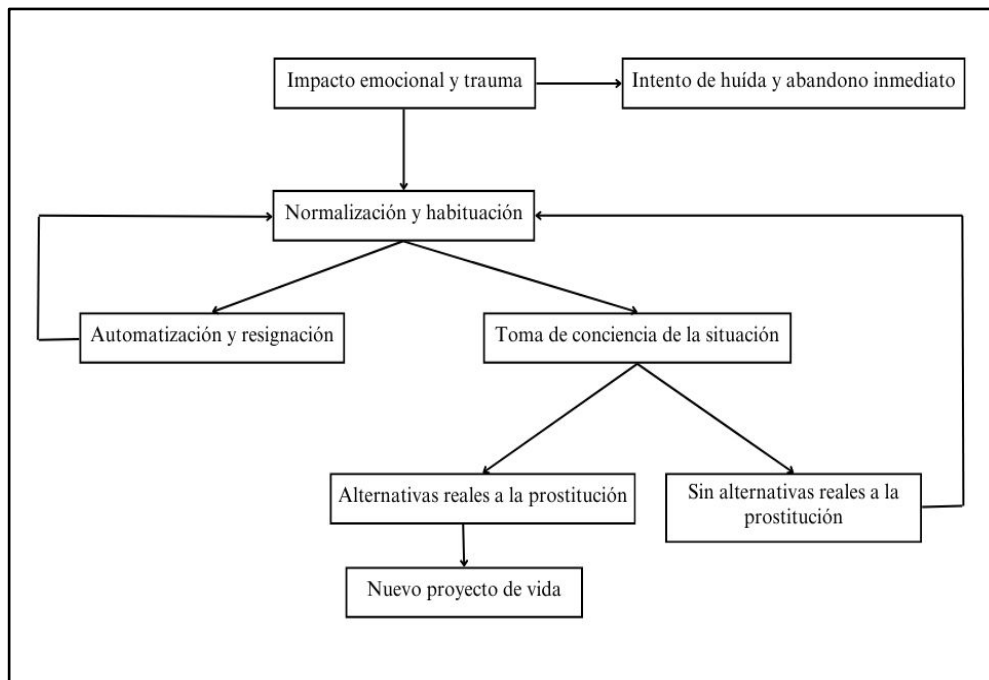 Impacto emocional y trauma
Intento de huída y abandono inmediato
Normalización y habituación
Automatización y resignación
Toma de conciencia de la situación
Alternativas reales a la prostitución
Sin alternativas reales a la
prostitución
Nuevo proyecto de vida